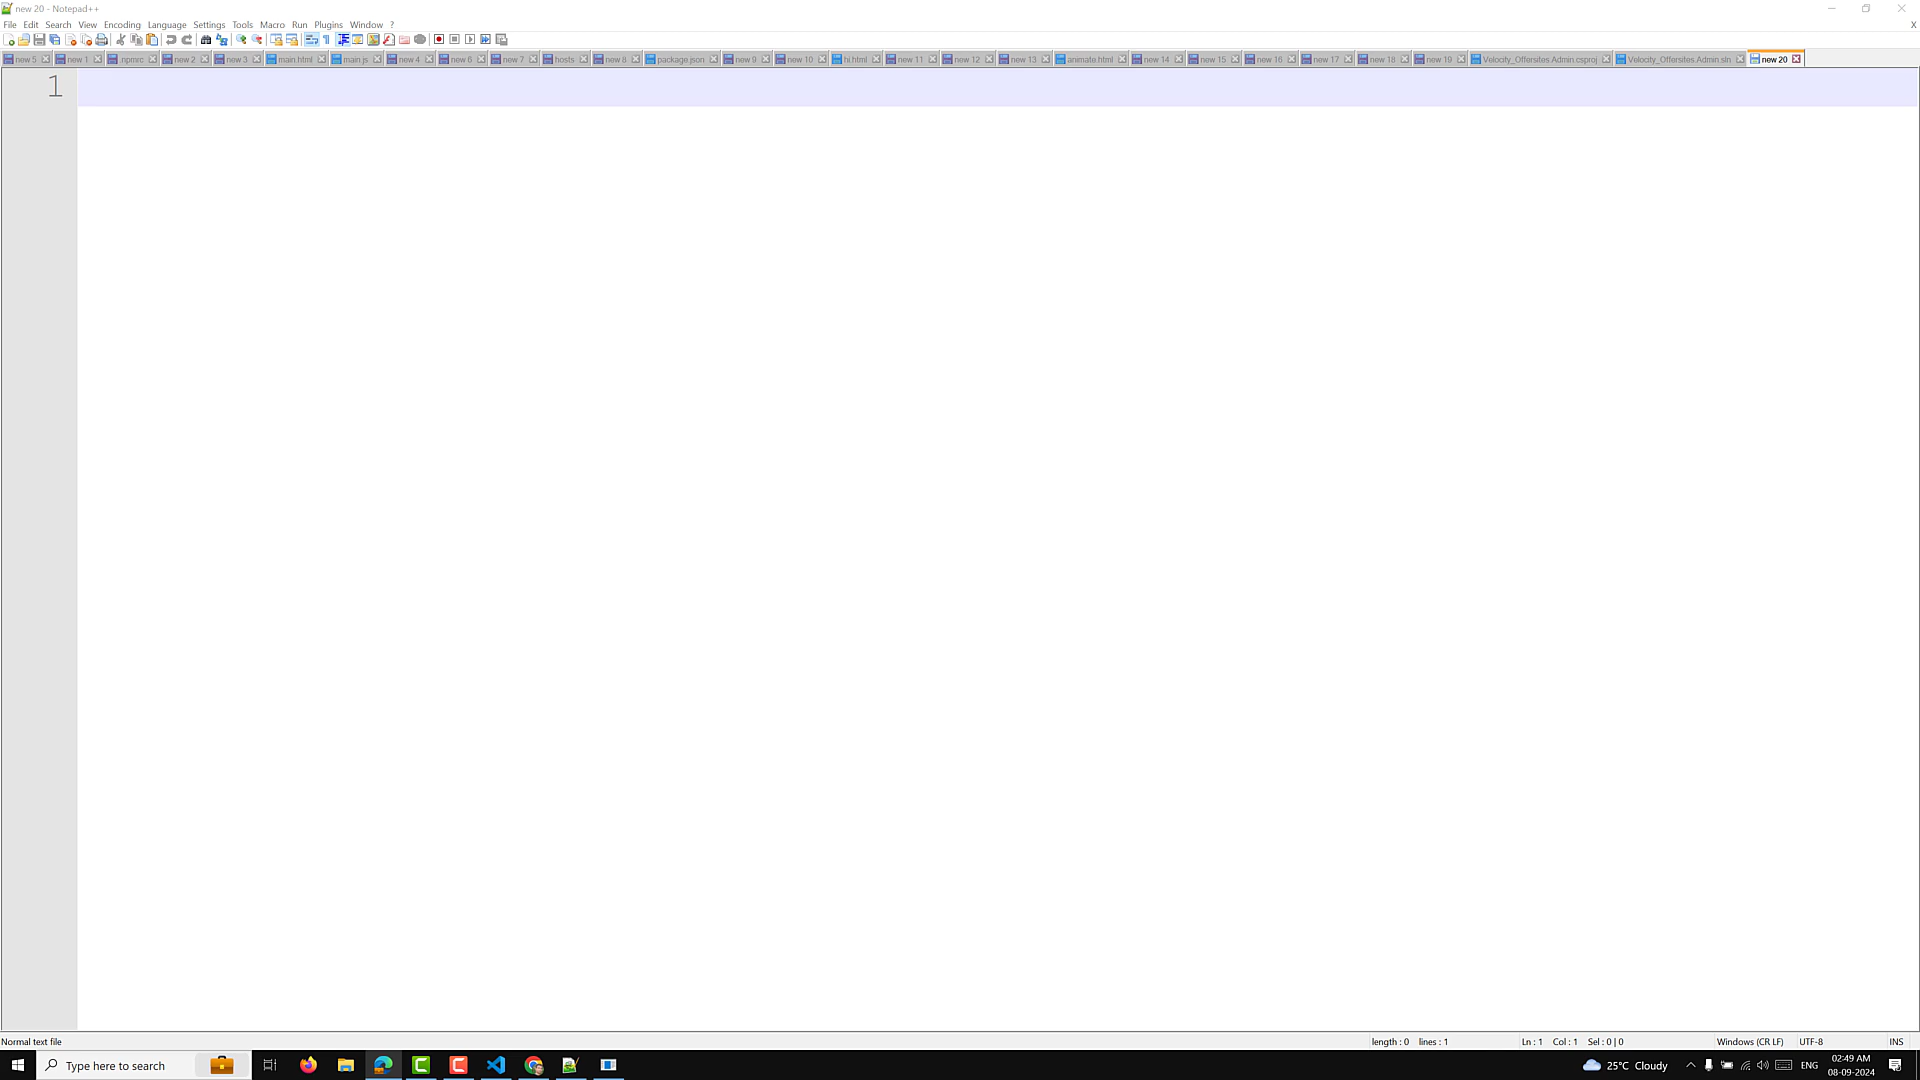 new 20 - Notepad++
File Edit Search View Encoding Language Settings Tools Macro Run Plugins Window ? X
new 5 new 1 .npmrc new 2 new 3 main.html main.js new 4 new 6 new 7 hosts new 8 package.json new 9 new 10 hi.html new 11 new 12 new 13 animate.html new 14 new 15 new 16 new 17 new 18 new 19 Velocity_Offersites.Admin.csproj Velocity_Offersites.Admin.sln new 20
1
Normal text file length : 0 lines : 1 Ln : 1 Col : 1 Sel : 0 | 0 Windows (CR LF) UTF-8 INS
Type here to search 25°C Cloudy ENG 02:49 AM
08-09-2024